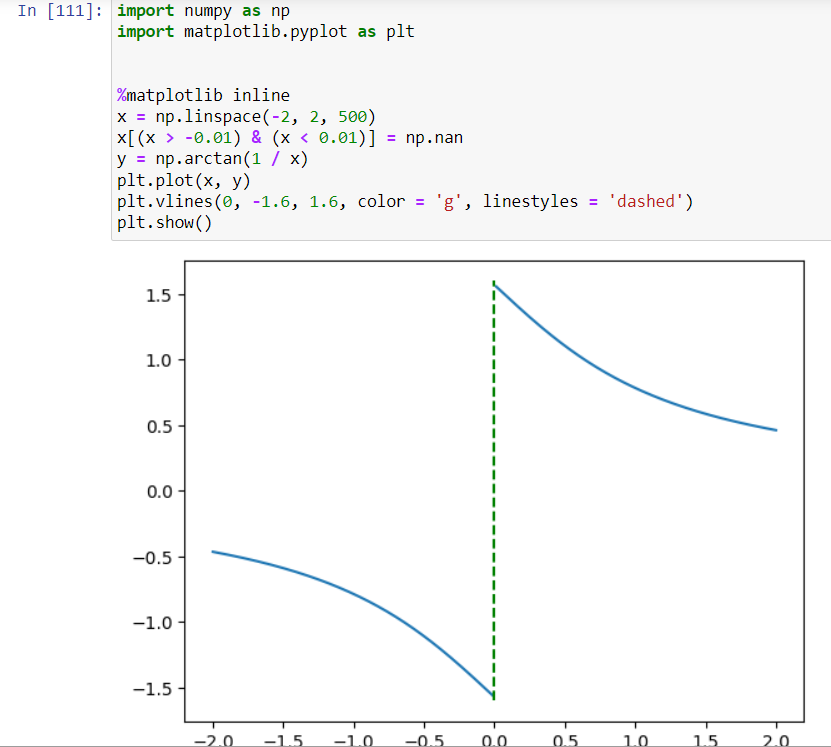 In [111]: import numpy as np
import matplotlib.pyplot as plt
%matplotlib inline
x = np.linspace(-2, 2, 500)
x[(x > -0.01) & (x < 0.01)] = np.nan
y = np.arctan(1 / x)
plt.plot(x, y)
plt.vlines(0, -1.6, 1.6, color = 'g', linestyles = 'dashed')
plt.show()
1.5
1.0
0.5
0.0
−0.5
−1.0
−1.5
−2.0 −1.5 −1.0 −0.5 0.0 0.5 1.0 1.5 2.0